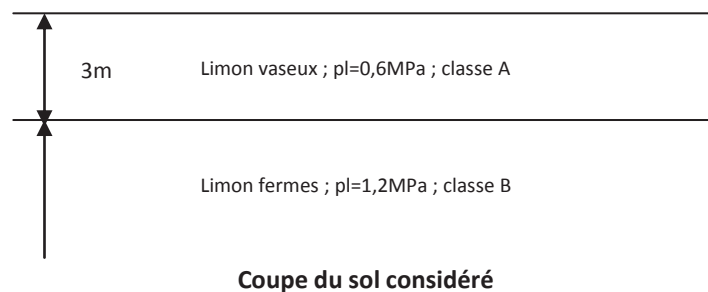 3m
Limon vaseux ; pl=0,6MPa ; classe A
Limon fermes ; pl=1,2MPa ; classe B
Coupe du sol considéré